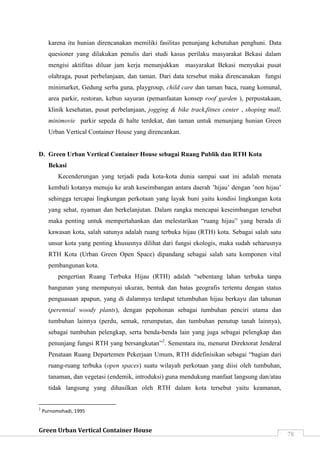 karena itu hunian direncanakan memiliki fasilitas penunjang kebutuhan penghuni. Data
quesioner yang dilakukan penulis dari studi kasus perilaku masyarakat Bekasi dalam
mengisi aktifitas diluar jam kerja menunjukkan masyarakat Bekasi menyukai pusat
olahraga, pusat perbelanjaan, dan taman. Dari data tersebut maka direncanakan fungsi
minimarket, Gedung serba guna, playgroup, child care dan taman baca, ruang komunal,
area parkir, restoran, kebun sayuran (pemanfaatan konsep roof garden ), perpustakaan,
klinik kesehatan, pusat perbelanjaan, jogging & bike track,fitnes center , shoping mall,
minimovie parkir sepeda di halte terdekat, dan taman untuk menunjang hunian Green
Urban Vertical Container House yang direncankan.
D. Green Urban Vertical Container House sebagai Ruang Publik dan RTH Kota
Bekasi
Kecenderungan yang terjadi pada kota-kota dunia sampai saat ini adalah menata
kembali kotanya menuju ke arah keseimbangan antara daerah 'hijau' dengan 'non hijau'
sehingga tercapai lingkungan perkotaan yang layak huni yaitu kondisi lingkungan kota
yang sehat, nyaman dan berkelanjutan. Dalam rangka mencapai keseimbangan tersebut
maka penting untuk mempertahankan dan melestarikan “ruang hijau” yang berada di
kawasan kota, salah satunya adalah ruang terbuka hijau (RTH) kota. Sebagai salah satu
unsur kota yang penting khususnya dilihat dari fungsi ekologis, maka sudah seharusnya
RTH Kota (Urban Green Open Space) dipandang sebagai salah satu komponen vital
pembangunan kota.
pengertian Ruang Terbuka Hijau (RTH) adalah “sebentang lahan terbuka tanpa
bangunan yang mempunyai ukuran, bentuk dan batas geografis tertentu dengan status
penguasaan apapun, yang di dalamnya terdapat tetumbuhan hijau berkayu dan tahunan
(perennial woody plants), dengan pepohonan sebagai tumbuhan penciri utama dan
tumbuhan lainnya (perdu, semak, rerumputan, dan tumbuhan penutup tanah lainnya),
sebagai tumbuhan pelengkap, serta benda-benda lain yang juga sebagai pelengkap dan
penunjang fungsi RTH yang bersangkutan”2. Sementara itu, menurut Direktorat Jenderal
Penataan Ruang Departemen Pekerjaan Umum, RTH didefinisikan sebagai “bagian dari
ruang-ruang terbuka (open spaces) suatu wilayah perkotaan yang diisi oleh tumbuhan,
tanaman, dan vegetasi (endemik, introduksi) guna mendukung manfaat langsung dan/atau
tidak langsung yang dihasilkan oleh RTH dalam kota tersebut yaitu keamanan,
Purnomohadi, 1995
Green Urban Vertical Container House
78